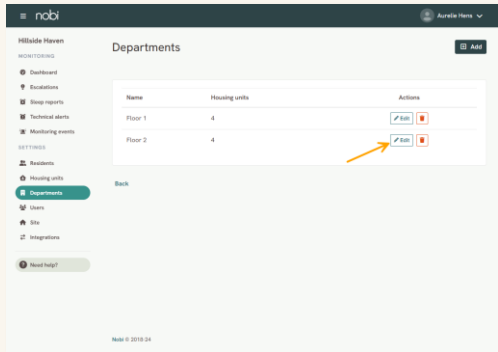 nobi
Aurelie Hens
Hillside Haven
MONITORING
Dashboard
Escalations
Sleep reports
Technical alerts
Monitoring events
SETTINGS
Residents
Housing units
Departments
Users
Site
Integrations
Need help?
Departments
Add
Name Housing units Actions
Floor 1 4 Edit
Floor 2 4 Edit
Back
Nobi © 2018-24